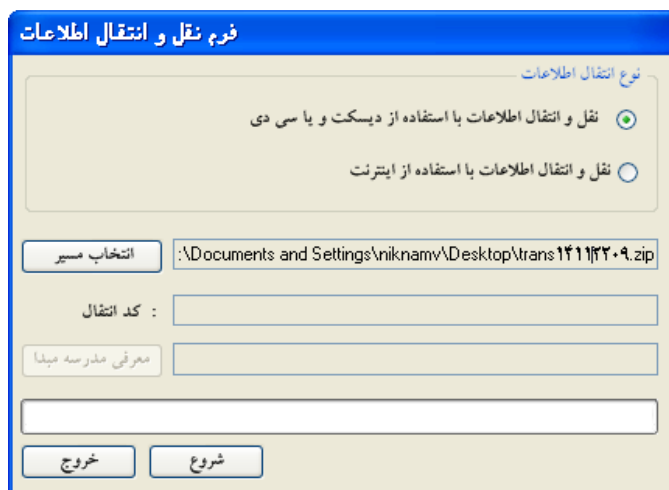 فرم نقل و انتقال اطلاعات
نوع انتقال اطلاعات
نقل و انتقال اطلاعات با استفاده از دیسکت و یا سی دی
نقل و انتقال اطلاعات با استفاده از اینترنت
:\Documents and Settings\niknamv\Desktop\trans۱۴۱۱۲۲۰۹.zip
انتخاب مسیر
کد انتقال :
معرفی مدرسه مبدا
شروع
خروج